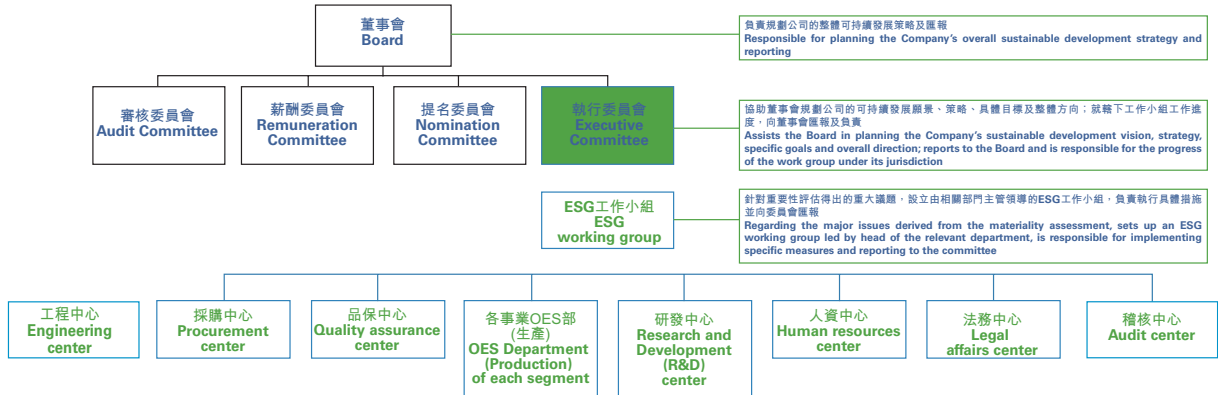 董事會
Board
負責規劃公司的整體可持續發展策略及匯報
Responsible for planning the Company's overall sustainable development strategy and
reporting
審核委員會
Audit Committee
薪酬委員會
Remuneration
Committee
提名委員會
Nomination
Committee
執行委員會
Executive
Committee
協助董事會規劃公司的可持續發展願景、策略、具體目標及整體方向；就轄下工作小組工作進
度，向董事會匯報及負責
Assists the Board in planning the Company's sustainable development vision, strategy,
specific goals and overall direction; reports to the Board and is responsible for the progress
of the work group under its jurisdiction
ESG工作小組
ESG
working group
針對重要性評估得出的重大議題，設立由相關部門主管領導的ESG工作小組，負責執行具體措施
並向委員會匯報
Regarding the major issues derived from the materiality assessment, sets up an ESG
working group led by head of the relevant department, is responsible for implementing
specific measures and reporting to the committee
工程中心
Engineering
center
採購中心
Procurement
center
品保中心
Quality assurance
center
各事業OES部
(生產)
OES Department
(Production)
of each segment
研發中心
Research and
Development
(R&D)
center
人資中心
Human resources
center
法務中心
Legal
affairs center
稽核中心
Audit center